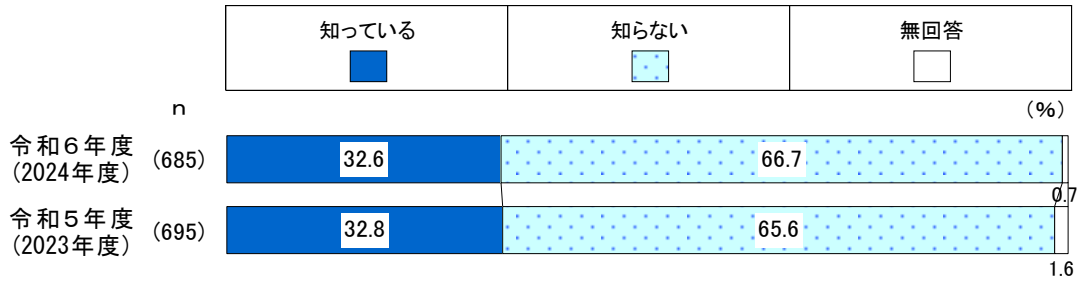 知っている 知らない 無回答
n (%)
令和6年度
(2024年度) (685) 32.6 66.7 0.7
令和5年度
(2023年度) (695) 32.8 65.6 1.6